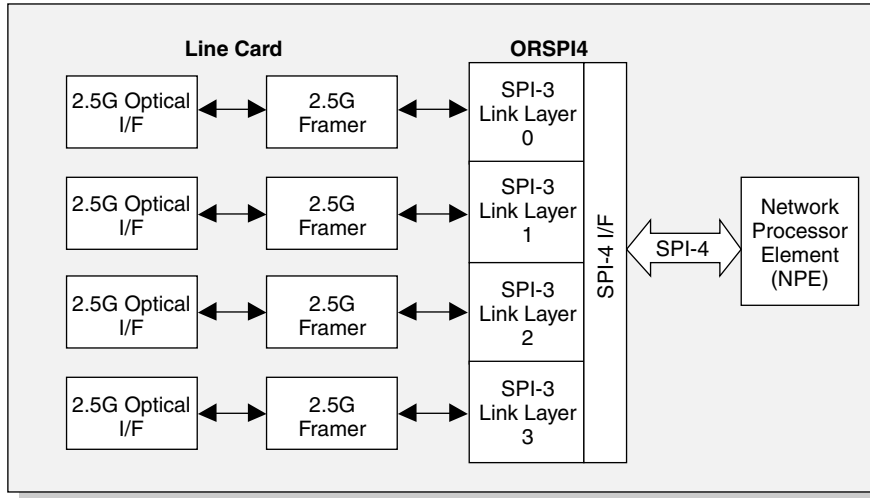 Line Card
ORSPI4
2.5G Optical
I/F
2.5G
Framer
SPI-3
Link Layer
0
2.5G Optical
I/F
2.5G
Framer
SPI-3
Link Layer
1
2.5G Optical
I/F
2.5G
Framer
SPI-3
Link Layer
2
2.5G Optical
I/F
2.5G
Framer
SPI-3
Link Layer
3
SPI-4 I/F
SPI-4
Network
Processor
Element
(NPE)